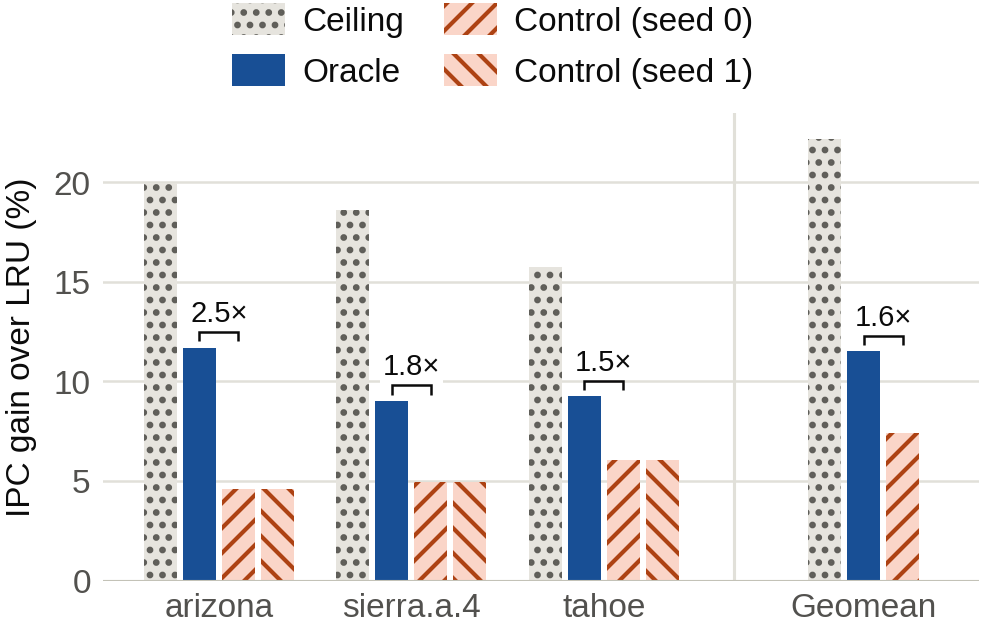 Ceiling
Control (seed 0)
Oracle
Control (seed 1)
IPC gain over LRU (%)
20
15
10
5
0
2.5×
1.8×
1.5×
1.6×
arizona
sierra.a.4
tahoe
Geomean